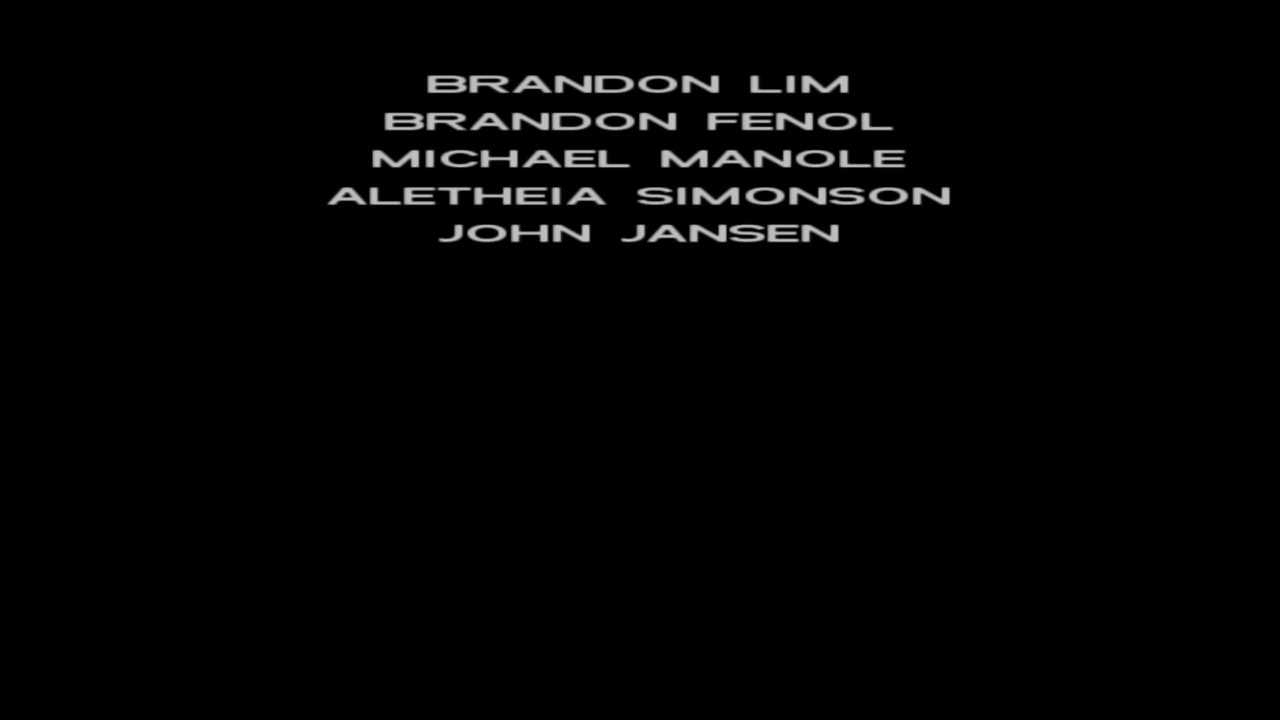 BRANDON LIM
BRANDON FENOL
MICHAEL MANOLE
ALETHEIA SIMONSON
JOHN JANSEN